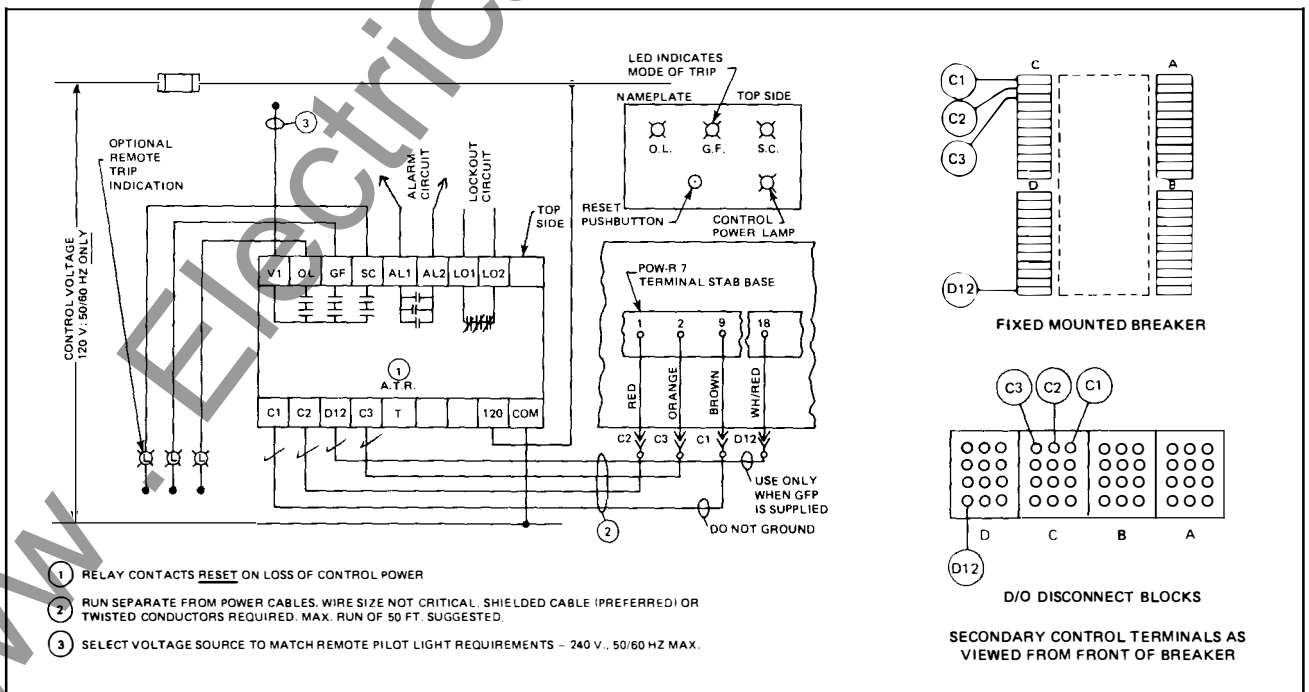 www.Electric
LED INDICATES
MODE OF TRIP
NAMEPLATE TOP SIDE
O.L. G.F. S.C.
RESET
PUSHBUTTON
CONTROL
POWER LAMP
OPTIONAL
REMOTE
TRIP
INDICATION
3
ALARM
CIRCUIT
LOCKOUT
CIRCUIT
TOP
SIDE
CONTROL VOLTAGE
120 V: 50/60 HZ ONLY
V1 OL GF SC AL1 AL2 LO1 LO2
1
A.T.R.
C1 C2 D12 C3 T 120 COM
L L L
POW-R 7
TERMINAL STAB BASE
1 2 9 18
RED ORANGE BROWN WH/RED
C2 C3 C1 D12
USE ONLY
WHEN GFP
IS SUPPLIED
DO NOT GROUND
2
1 RELAY CONTACTS RESET ON LOSS OF CONTROL POWER
2 RUN SEPARATE FROM POWER CABLES. WIRE SIZE NOT CRITICAL. SHIELDED CABLE (PREFERRED) OR
TWISTED CONDUCTORS REQUIRED. MAX. RUN OF 50 FT. SUGGESTED.
3 SELECT VOLTAGE SOURCE TO MATCH REMOTE PILOT LIGHT REQUIREMENTS – 240 V., 50/60 HZ MAX.
C A
C1
C2
C3
D B
D12
FIXED MOUNTED BREAKER
C3 C2 C1
D C B A
D12
D/O DISCONNECT BLOCKS
SECONDARY CONTROL TERMINALS AS
VIEWED FROM FRONT OF BREAKER